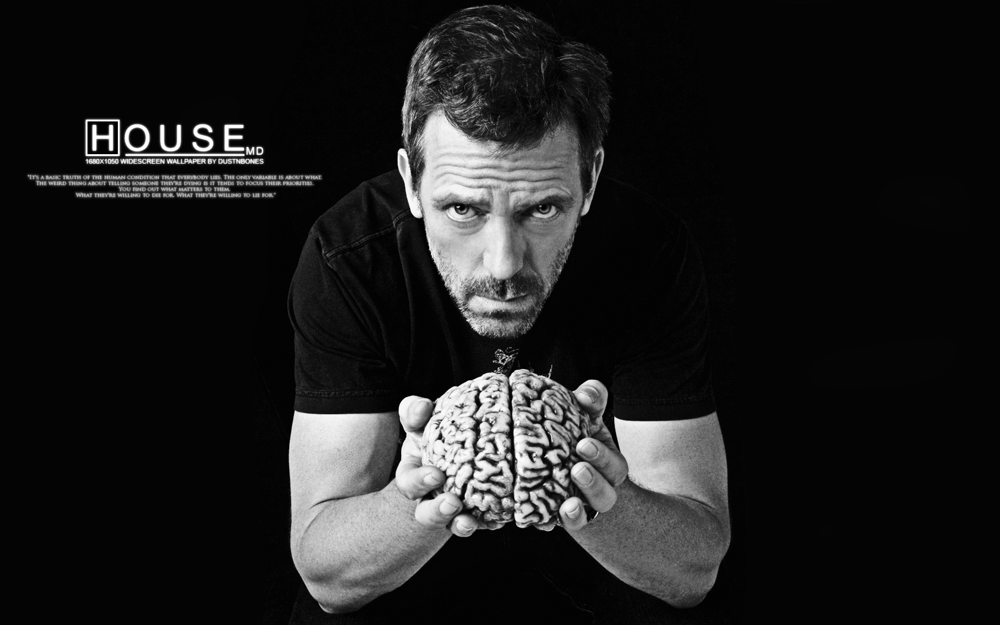 HOUSE MD
1680X1050 WIDESCREEN WALLPAPER BY DUSTNBONES
"IT'S A BASIC TRUTH OF THE HUMAN CONDITION THAT EVERYBODY LIES. THE ONLY VARIABLE IS ABOUT WHAT.
THE WEIRD THING ABOUT TELLING SOMEONE THEY'RE DYING IS IT TENDS TO FOCUS THEIR PRIORITIES.
YOU FIND OUT WHAT MATTERS TO THEM.
WHAT THEY'RE WILLING TO DIE FOR. WHAT THEY'RE WILLING TO LIE FOR."